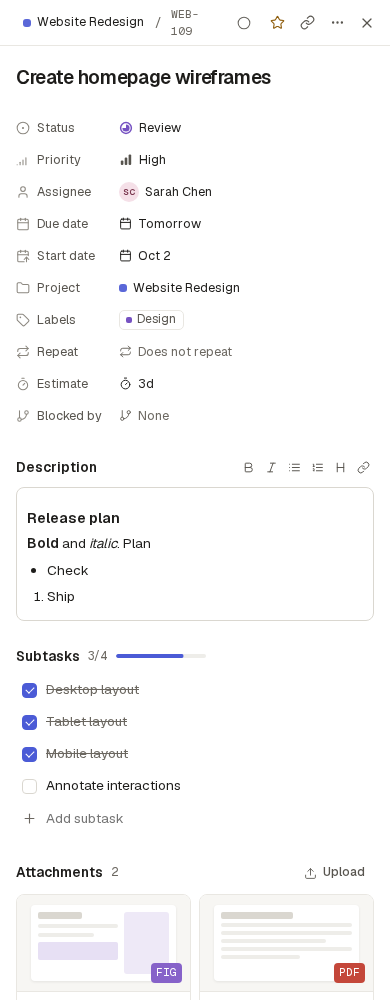 Website Redesign / WEB-
109
Create homepage wireframes
Status Review
Priority High
Assignee SC Sarah Chen
Due date Tomorrow
Start date Oct 2
Project Website Redesign
Labels Design
Repeat Does not repeat
Estimate 3d
Blocked by None
Description B I H
Release plan
Bold and italic. Plan
• Check
1. Ship
Subtasks 3/4
Desktop layout
Tablet layout
Mobile layout
Annotate interactions
Add subtask
Attachments 2 Upload
FIG PDF